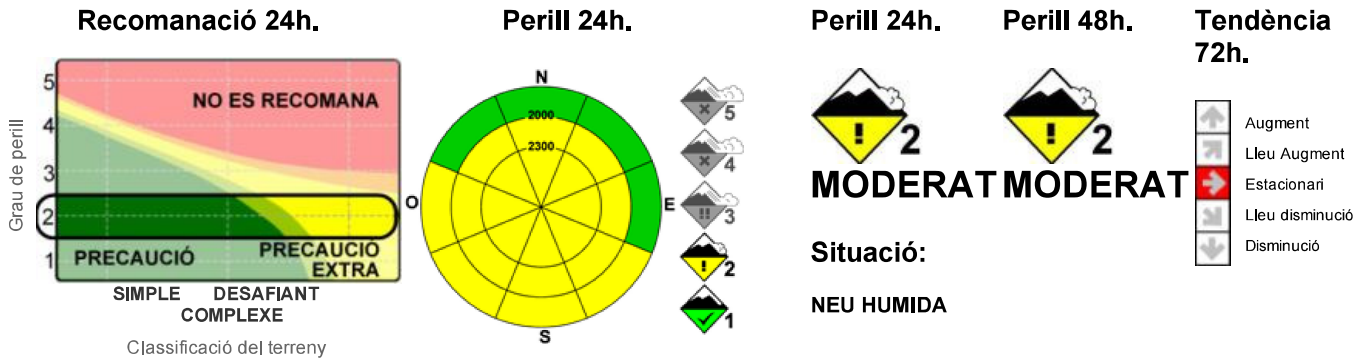 Recomanació 24h.
Perill 24h.
Perill 24h.
Perill 48h.
Tendència
72h.
Grau de perill
5
4
3
2
1
NO ES RECOMANA
PRECAUCIÓ
PRECAUCIÓ
EXTRA
SIMPLE
DESAFIANT
COMPLEXE
Classificació del terreny
N
2000
2300
O
E
S
5
4
!! 3
! 2
1
! 2
MODERAT
! 2
MODERAT
Situació:
NEU HUMIDA
Augment
Lleu Augment
Estacionari
Lleu disminució
Disminució